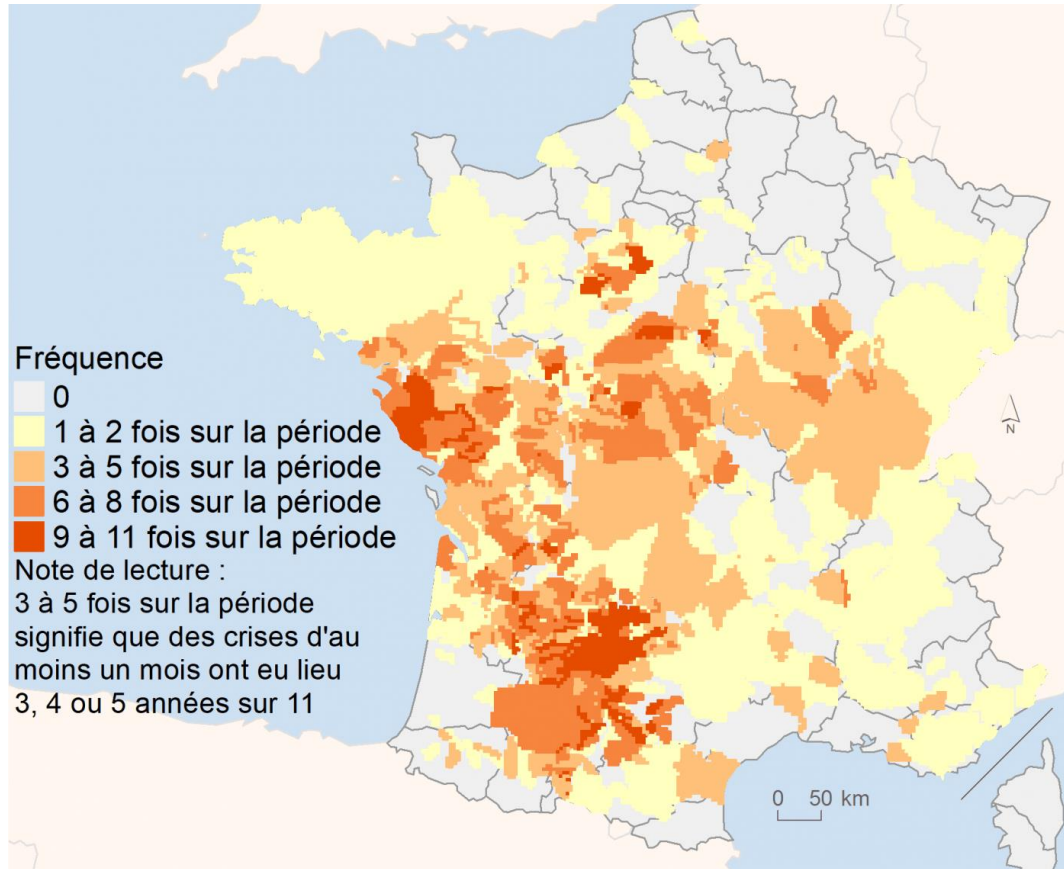 Fréquence
0
1 à 2 fois sur la période
3 à 5 fois sur la période
6 à 8 fois sur la période
9 à 11 fois sur la période
Note de lecture :
3 à 5 fois sur la période
signifie que des crises d'au
moins un mois ont eu lieu
3, 4 ou 5 années sur 11
N
0 50 km